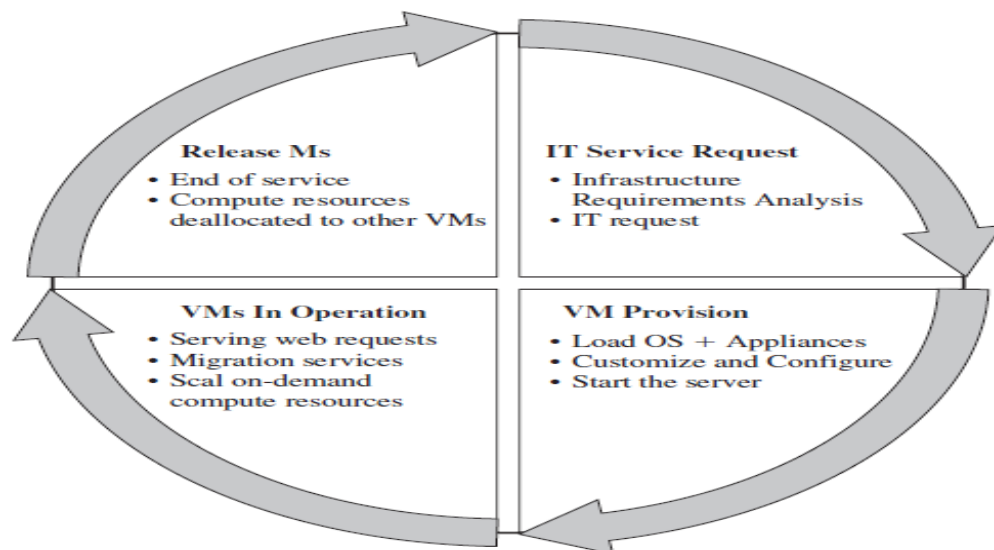 Release Ms
• End of service
• Compute resources
deallocated to other VMs
IT Service Request
• Infrastructure
Requirements Analysis
• IT request
VMs In Operation
• Serving web requests
• Migration services
• Scal on-demand
compute resources
VM Provision
• Load OS + Appliances
• Customize and Configure
• Start the server